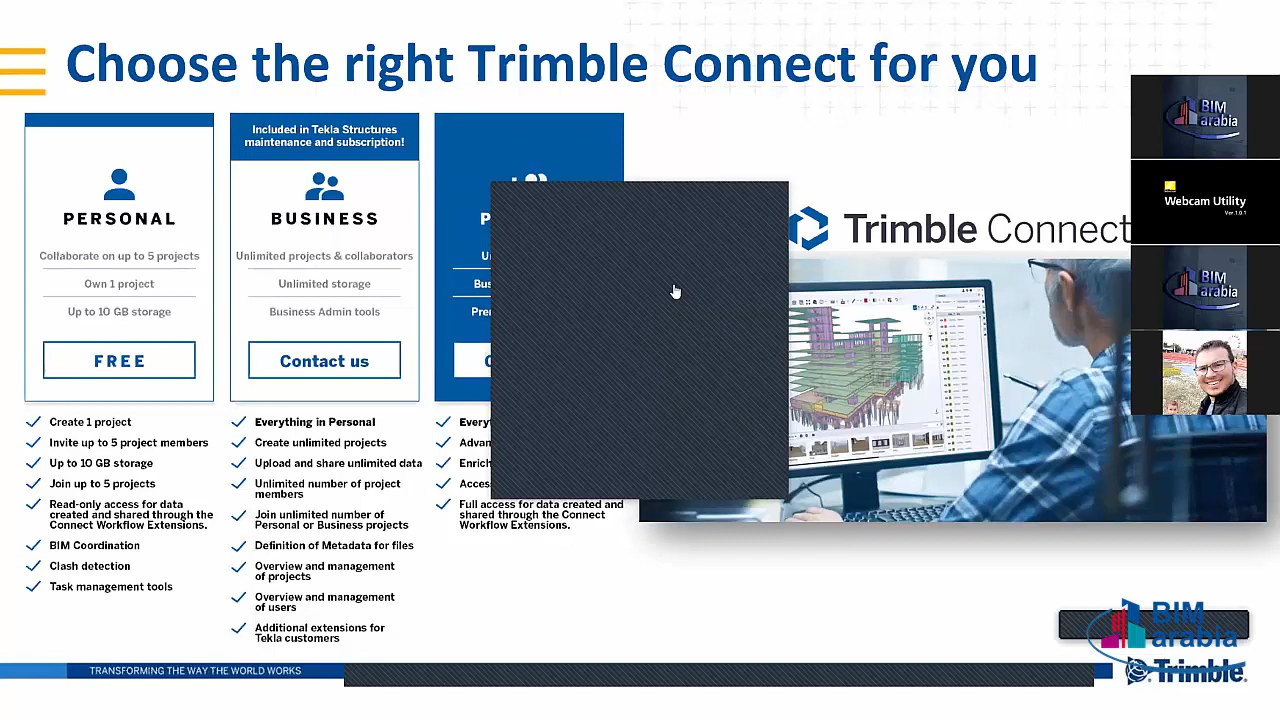 Choose the right Trimble Connect for you
PERSONAL
Collaborate on up to 5 projects
Own 1 project
Up to 10 GB storage
FREE
Create 1 project
Invite up to 5 project members
Up to 10 GB storage
Join up to 5 projects
Read-only access for data
created and shared through the
Connect Workflow Extensions.
BIM Coordination
Clash detection
Task management tools
Included in Tekla Structures
maintenance and subscription!
BUSINESS
Unlimited projects & collaborators
Unlimited storage
Business Admin tools
Contact us
Everything in Personal
Create unlimited projects
Upload and share unlimited data
Unlimited number of project
members
Join unlimited number of
Personal or Business projects
Definition of Metadata for files
Overview and management
of projects
Overview and management
of users
Additional extensions for
Tekla customers
Full access for data created and
shared through the Connect
Workflow Extensions.
Trimble Connect
BIM
arabia
Webcam Utility
Ver.1.0.1
BIM
arabia
BIM
arabia
TRANSFORMING THE WAY THE WORLD WORKS
Trimble